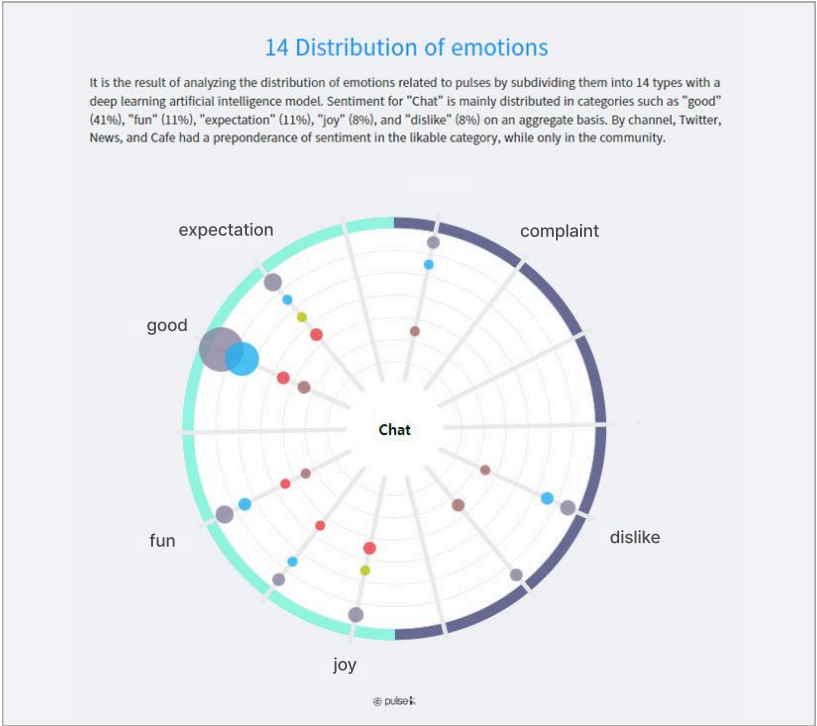 14 Distribution of emotions
It is the result of analyzing the distribution of emotions related to pulses by subdividing them into 14 types with a
deep learning artificial intelligence model. Sentiment for "Chat" is mainly distributed in categories such as "good"
(41%), "fun" (11%), "expectation" (11%), "joy" (8%), and "dislike" (8%) on an aggregate basis. By channel, Twitter,
News, and Cafe had a preponderance of sentiment in the likable category, while only in the community.
expectation
complaint
good
Chat
fun
dislike
joy
© pulseK